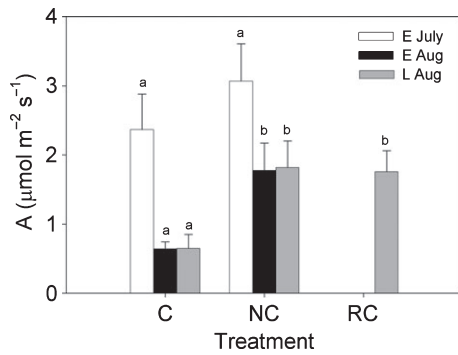 4
3
2
1
0
A (μmol m⁻² s⁻¹)
E July
E Aug
L Aug
a
a
a
a
b
b
b
C
NC
RC
Treatment